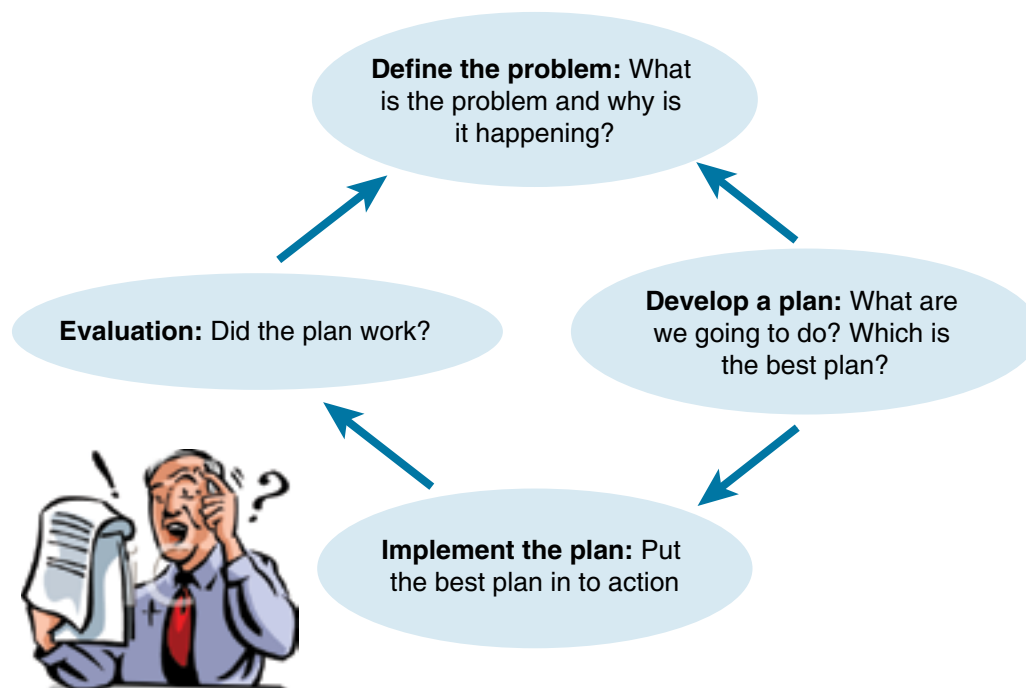 Define the problem: What
is the problem and why is
it happening?
Develop a plan: What are
we going to do? Which is
the best plan?
Evaluation: Did the plan work?
Implement the plan: Put
the best plan in to action
! ?